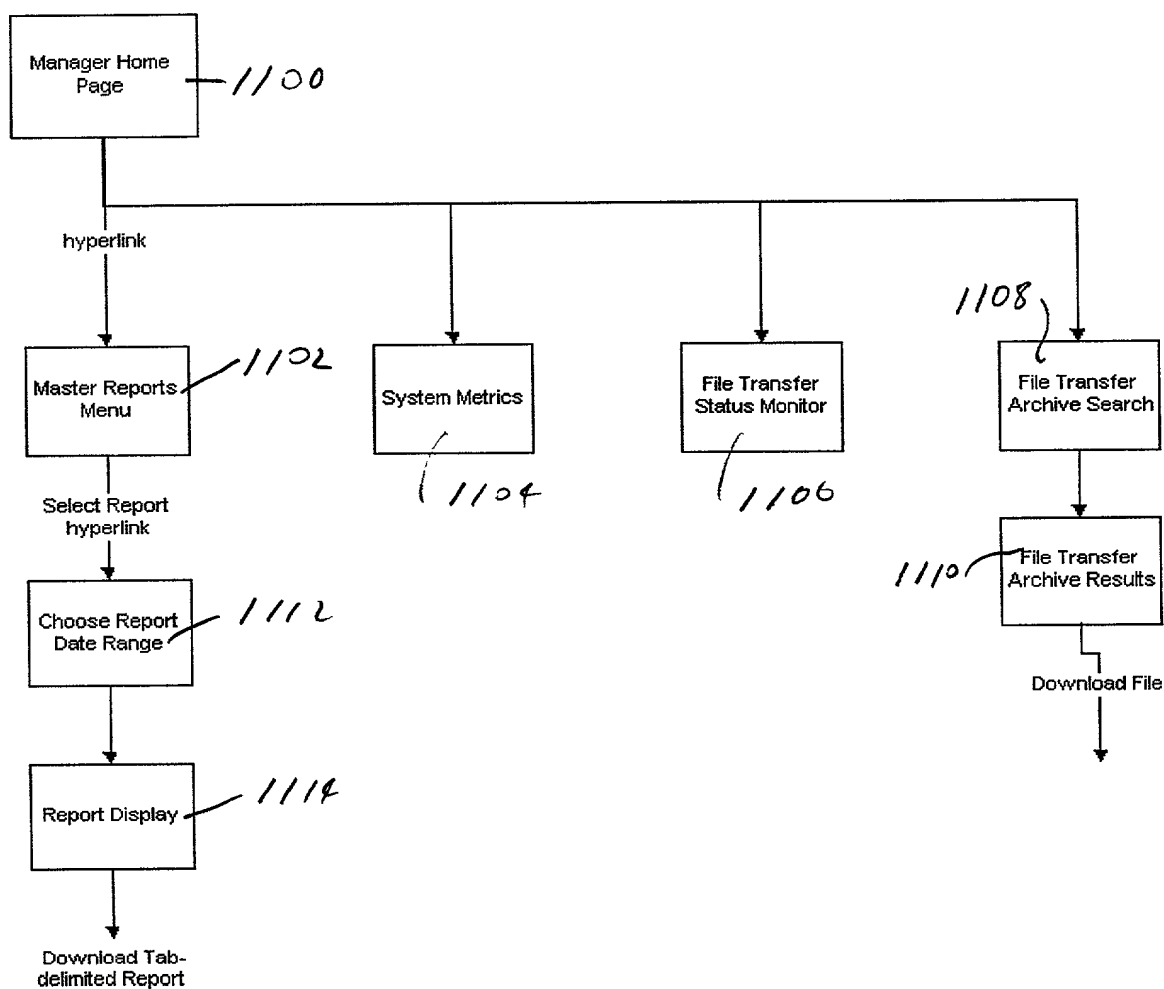 Manager Home
Page
1100
hyperlink
Master Reports
Menu
1102
System Metrics
1104
File Transfer
Status Monitor
1106
1108
File Transfer
Archive Search
Select Report
hyperlink
1110
File Transfer
Archive Results
Choose Report
Date Range
1112
Download File
Report Display
1114
Download Tab-
delimited Report